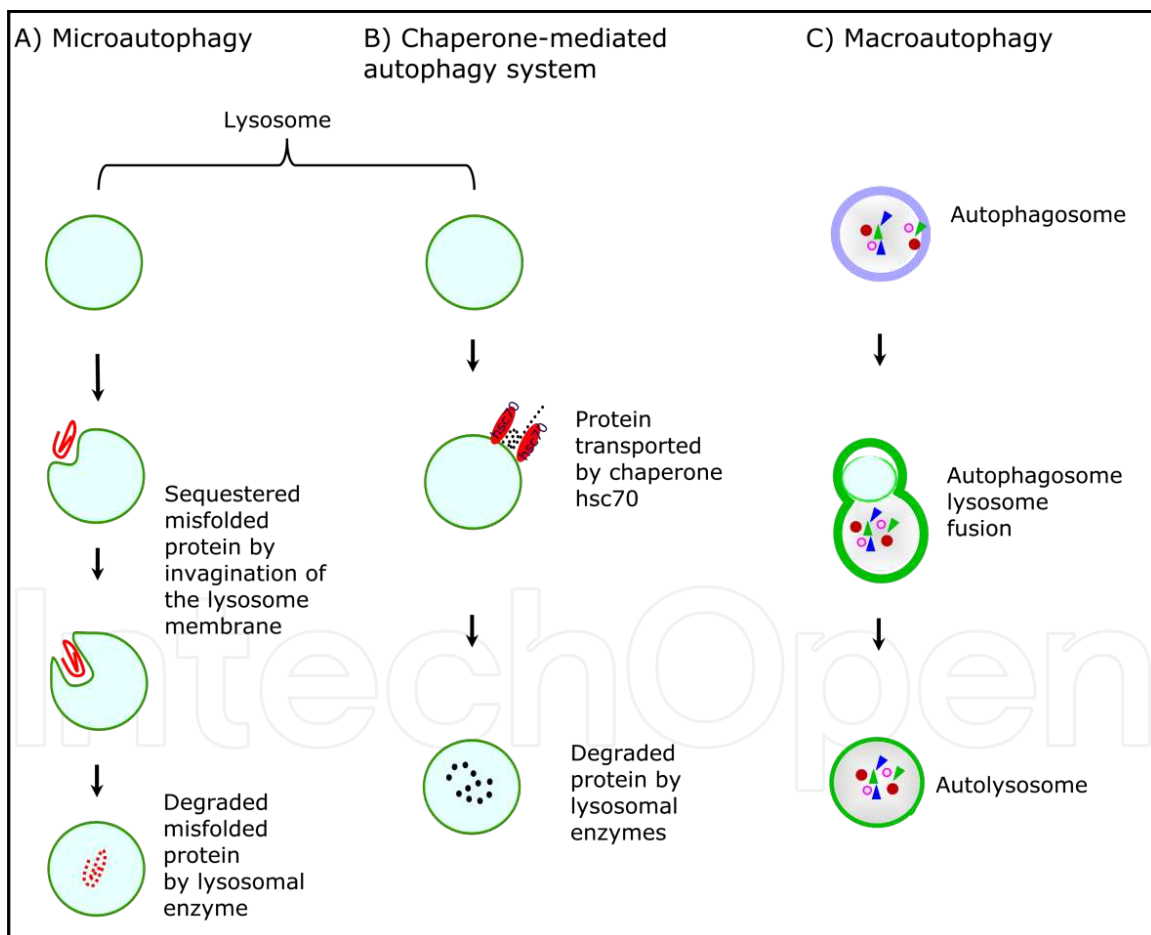 A) Microautophagy
B) Chaperone-mediated
autophagy system
C) Macroautophagy
Lysosome
Autophagosome
hsc70
hsc70
Protein
transported
by chaperone
hsc70
Sequestered
misfolded
protein by
invagination of
the lysosome
membrane
Autophagosome
lysosome
fusion
IntechOpen
Degraded
protein by
lysosomal
enzymes
Autolysosome
Degraded
misfolded
protein
by lysosomal
enzyme